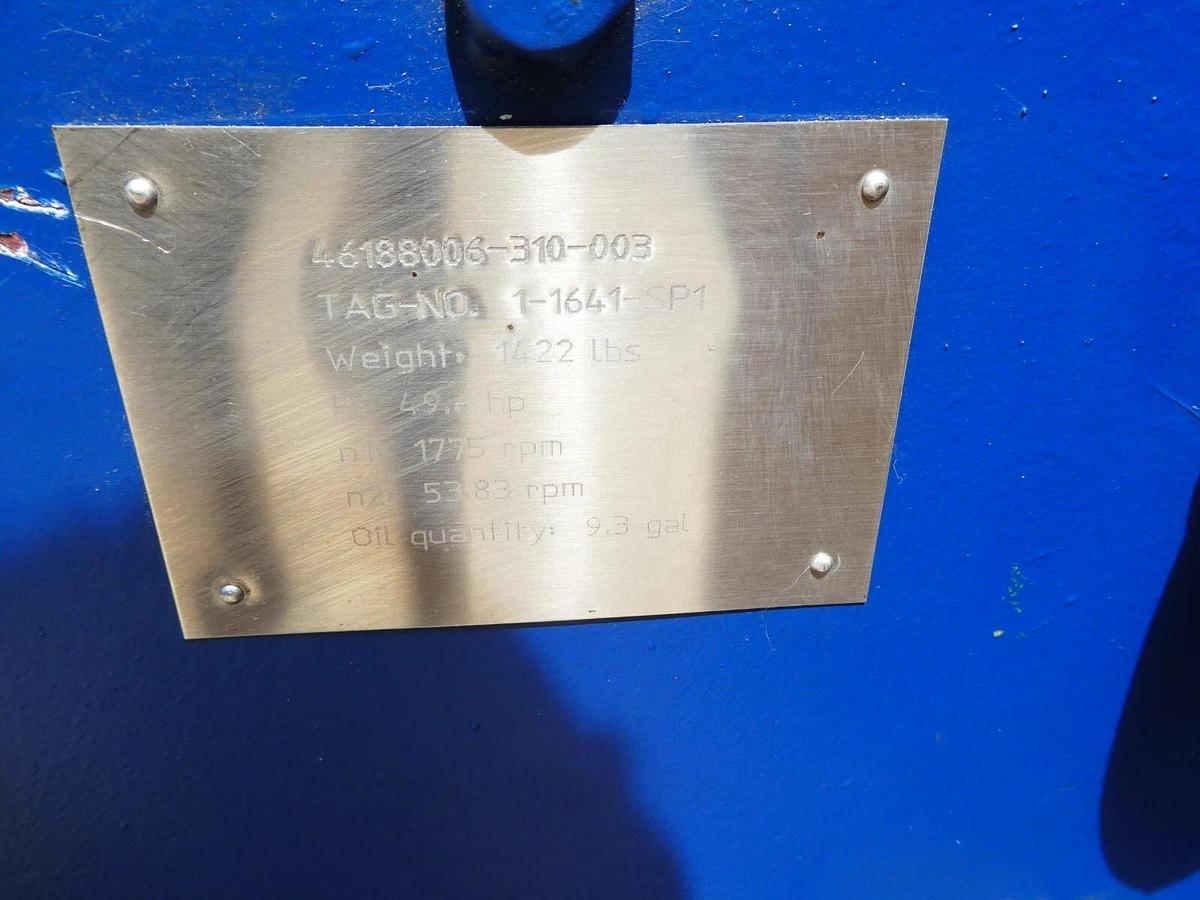 46188006-310-003
TAG-NO. 1-1641-SP1
Weight: 1422 lbs
hp
n1: 1775 rpm
n2: 53.83 rpm
Oil quantity: 9.3 gal